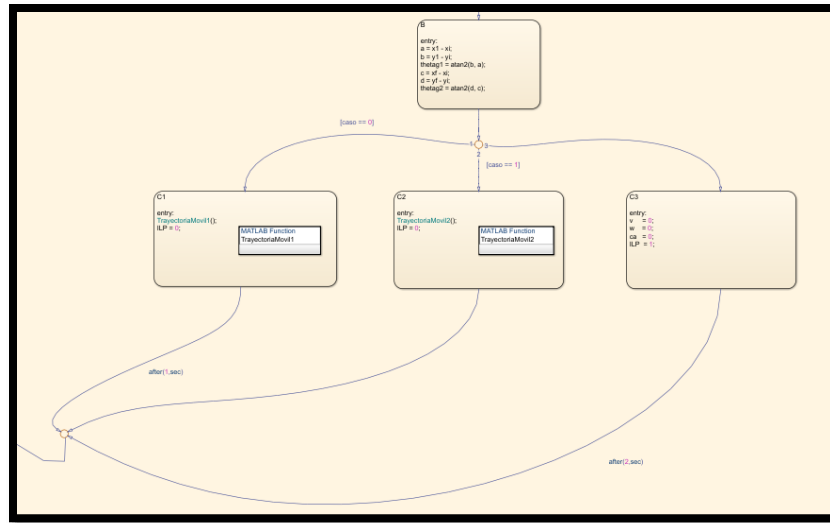 B
entry:
a = x1 - xi;
b = y1 - yi;
thetag1 = atan2(b, a);
c = xf - xi;
d = yf - yi;
thetag2 = atan2(d, c);
[caso == 0]
1
3
2
[caso == 1]
C1
entry:
TrayectoriaMovil1();
ILP = 0;
MATLAB Function
TrayectoriaMovil1
C2
entry:
TrayectoriaMovil2();
ILP = 0;
MATLAB Function
TrayectoriaMovil2
C3
entry:
v = 0;
w = 0;
ca = 0;
ILP = 1;
after(1,sec)
after(2,sec)